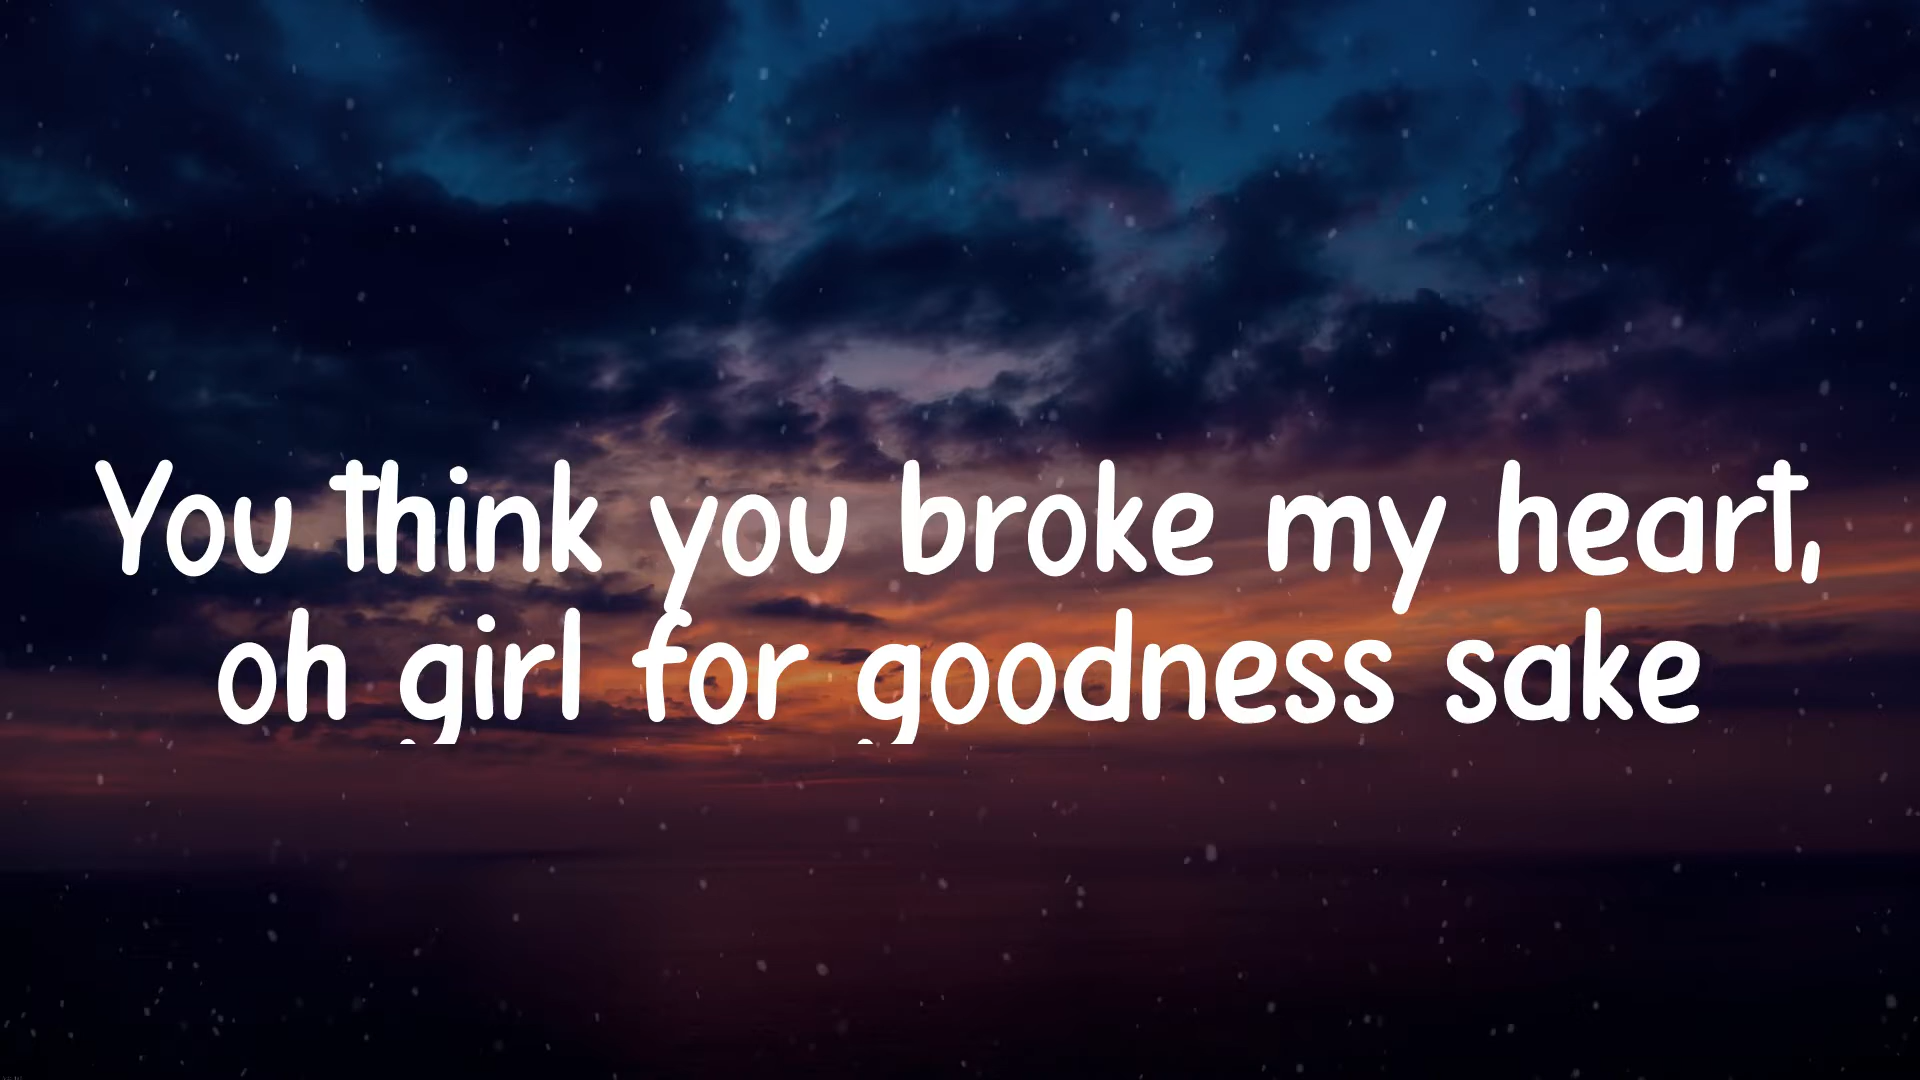 You think you broke my heart,
oh girl for goodness sake